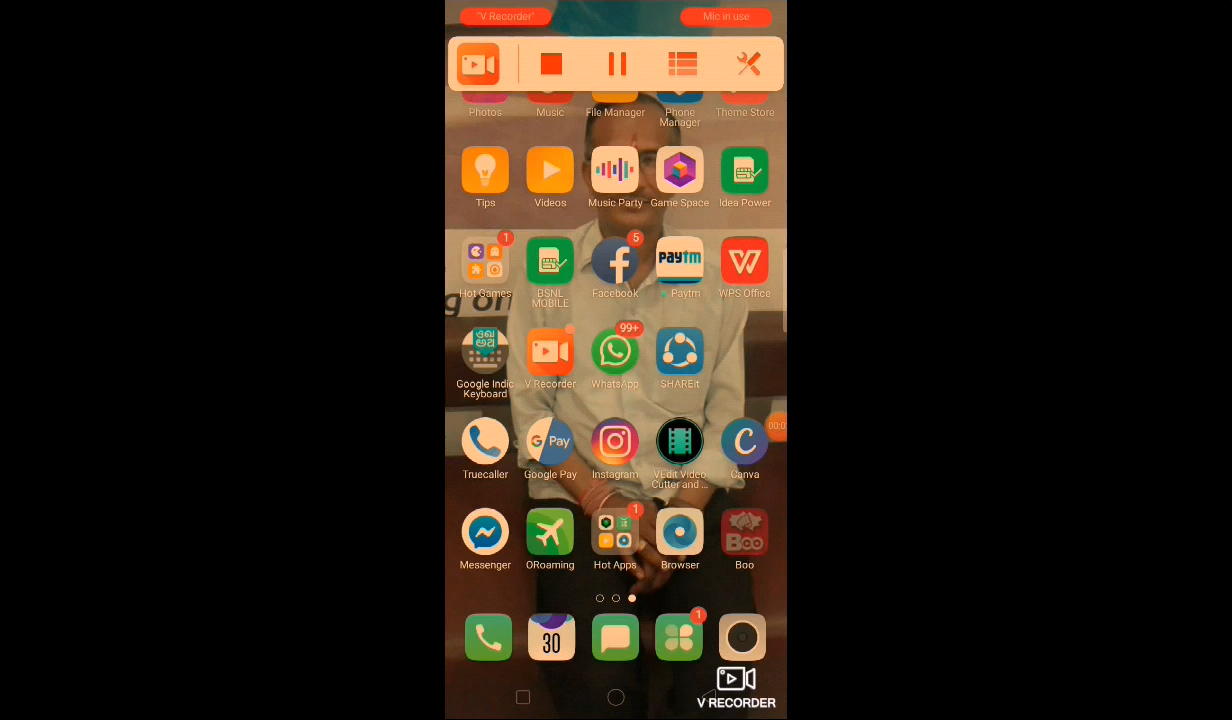 "V Recorder"
Mic in use
Photos
Music
File Manager
Phone
Manager
Theme Store
Tips
Videos
Music Party
Game Space
Idea Power
1
5
Paytm
W
Hot Games
BSNL
MOBILE
Facebook
Paytm
WPS Office
99+
Google Indic
Keyboard
V Recorder
WhatsApp
SHAREit
00:0
G Pay
C
Truecaller
Google Pay
Instagram
VEdit Video
Cutter and ...
Canva
1
Boo
Messenger
ORoaming
Hot Apps
Browser
Boo
1
30
V RECORDER